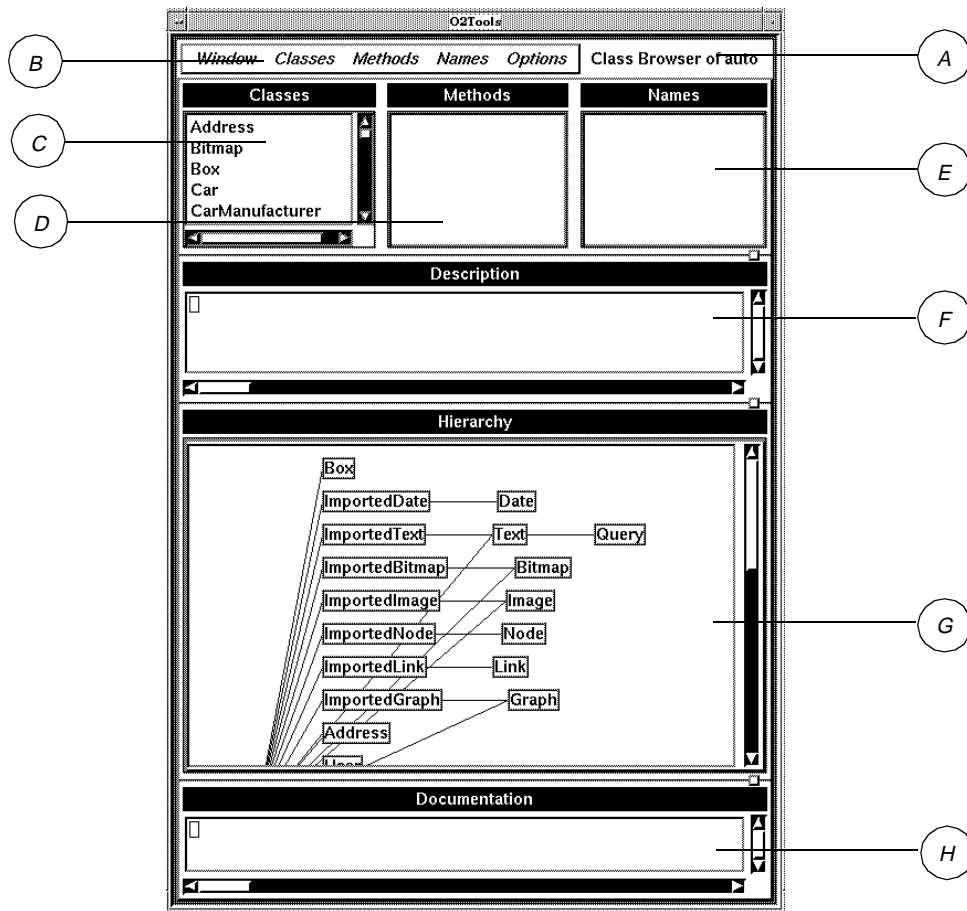 O2Tools
Window Classes Methods Names Options Class Browser of auto
A
B
Classes Methods Names
Address
Bitmap
Box
Car
CarManufacturer
C
D
E
Description
F
Hierarchy
Box
ImportedDate Date
ImportedText Text Query
ImportedBitmap Bitmap
ImportedImage Image
ImportedNode Node
ImportedLink Link
ImportedGraph Graph
Address
User
G
Documentation
H